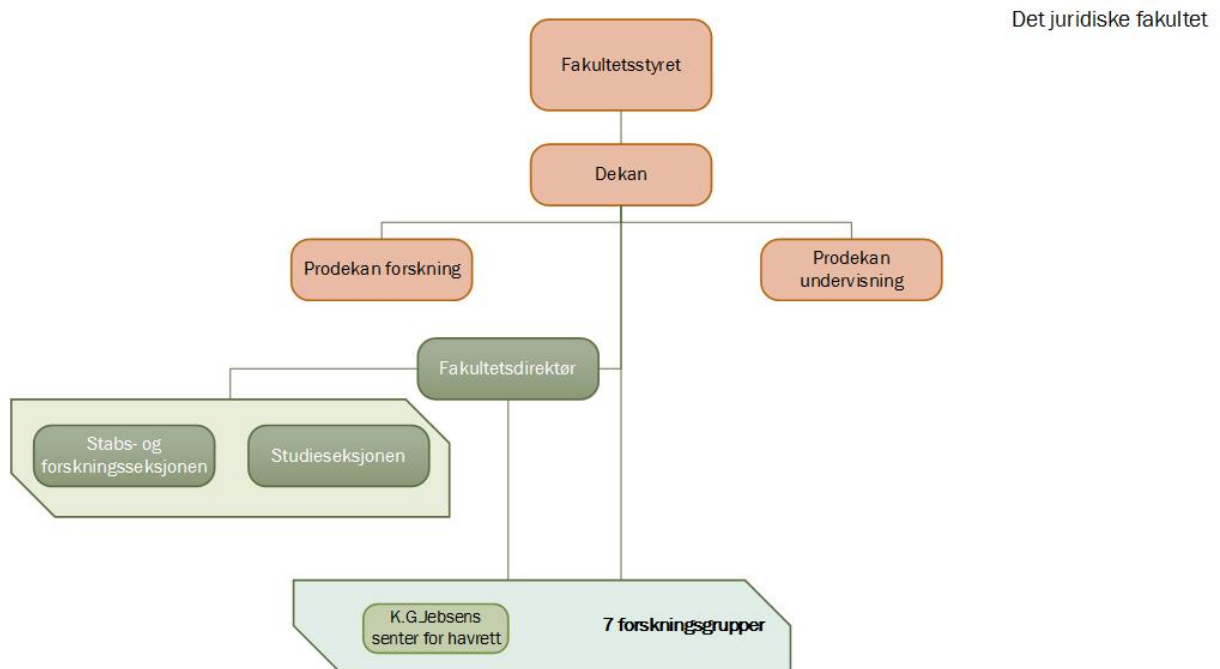 Det juridiske fakultet
Fakultetsstyret
Dekan
Prodekan forskning
Prodekan
undervisning
Fakultetsdirektør
Stabs- og
forskningsseksjonen
Studieseksjonen
K.G.Jebsens
senter for havrett
7 forskningsgrupper